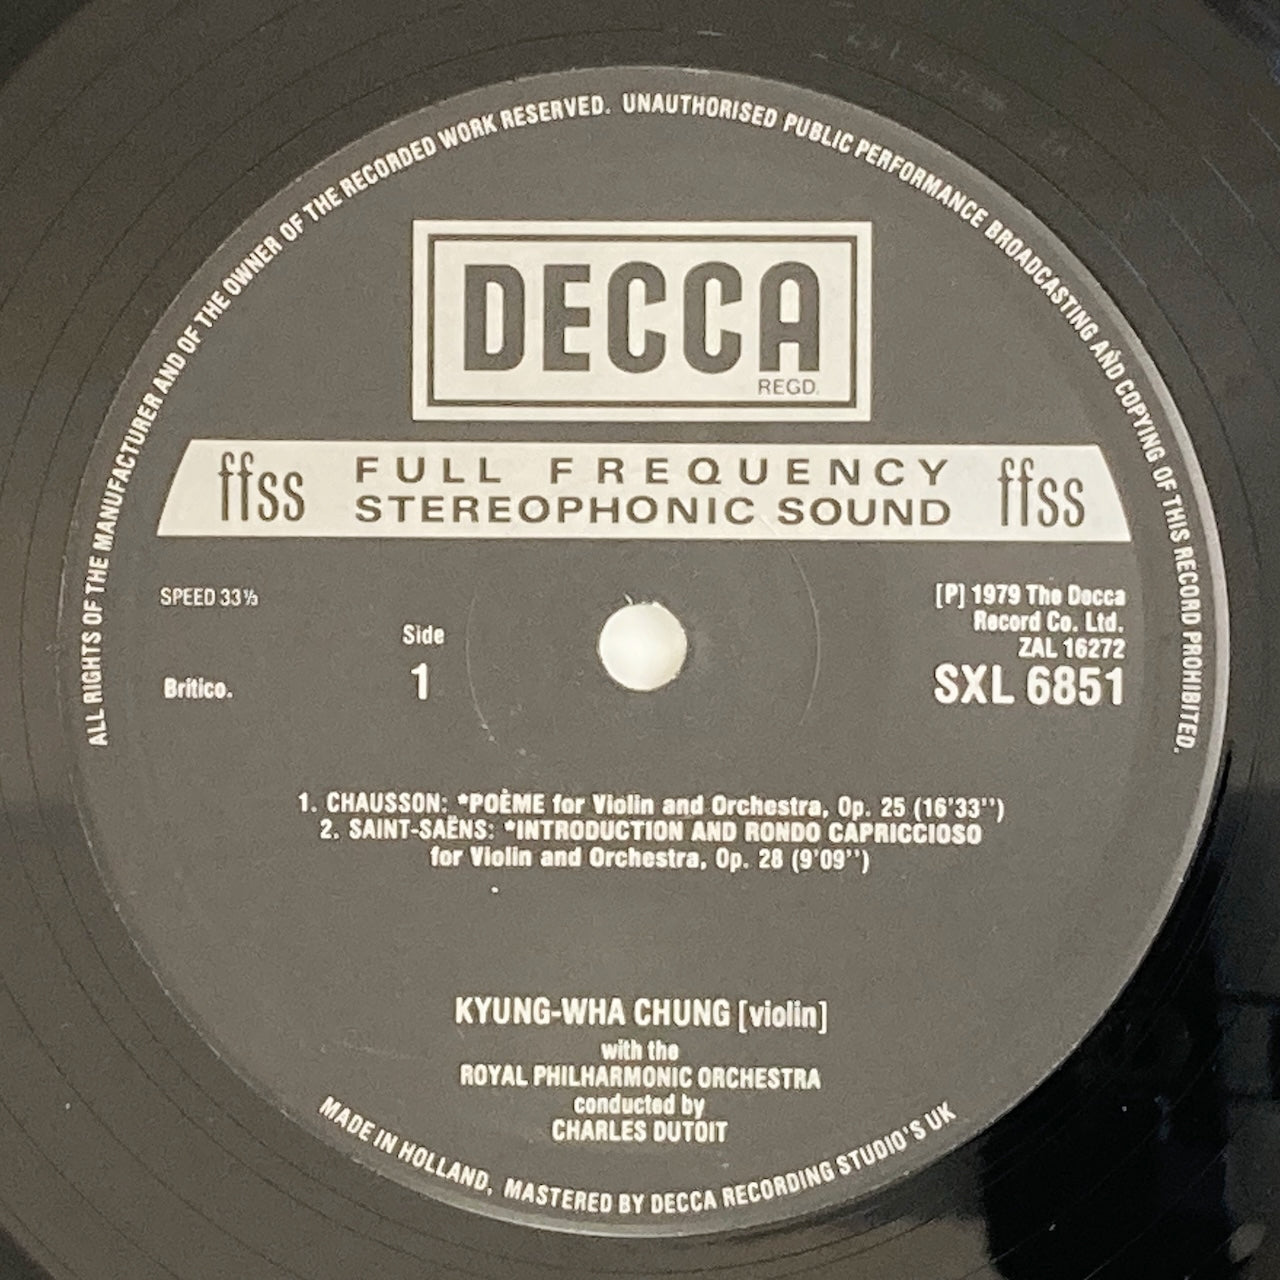 ALL RIGHTS OF THE MANUFACTURER AND OF THE OWNER OF THE RECORDED WORK RESERVED. UNAUTHORISED PUBLIC PERFORMANCE BROADCASTING AND COPYING OF THIS RECORD PROHIBITED.
DECCA
REGD.
ffss FULL FREQUENCY ffss
STEREOPHONIC SOUND
SPEED 33⅓
[P] 1979 The Decca
Record Co. Ltd.
Side
ZAL 16272
Britico.
1
SXL 6851
1. CHAUSSON: *POÈME for Violin and Orchestra, Op. 25 (16'33'')
2. SAINT-SAËNS: *INTRODUCTION AND RONDO CAPRICCIOSO
for Violin and Orchestra, Op. 28 (9'09'')
KYUNG-WHA CHUNG [violin]
with the
ROYAL PHILHARMONIC ORCHESTRA
conducted by
CHARLES DUTOIT
MADE IN HOLLAND, MASTERED BY DECCA RECORDING STUDIO'S UK